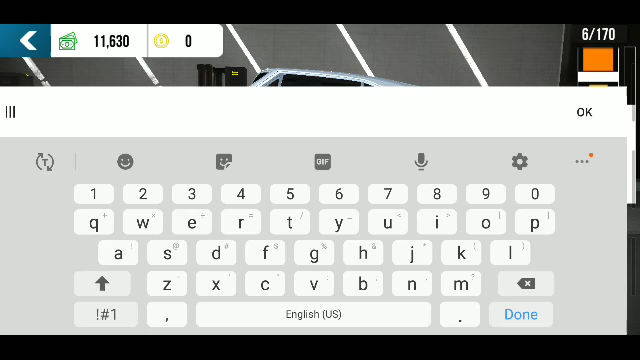 11,630
0
6/170
|||
OK
T
GIF
1 2 3 4 5 6 7 8 9 0
q + w × e ÷ r = t / y _ u < i > o [ p ]
a ! s @ d # f $ g % h & j * k ( l )
z - x ' c " v : b ; n , m ?
!#1 , English (US) . Done